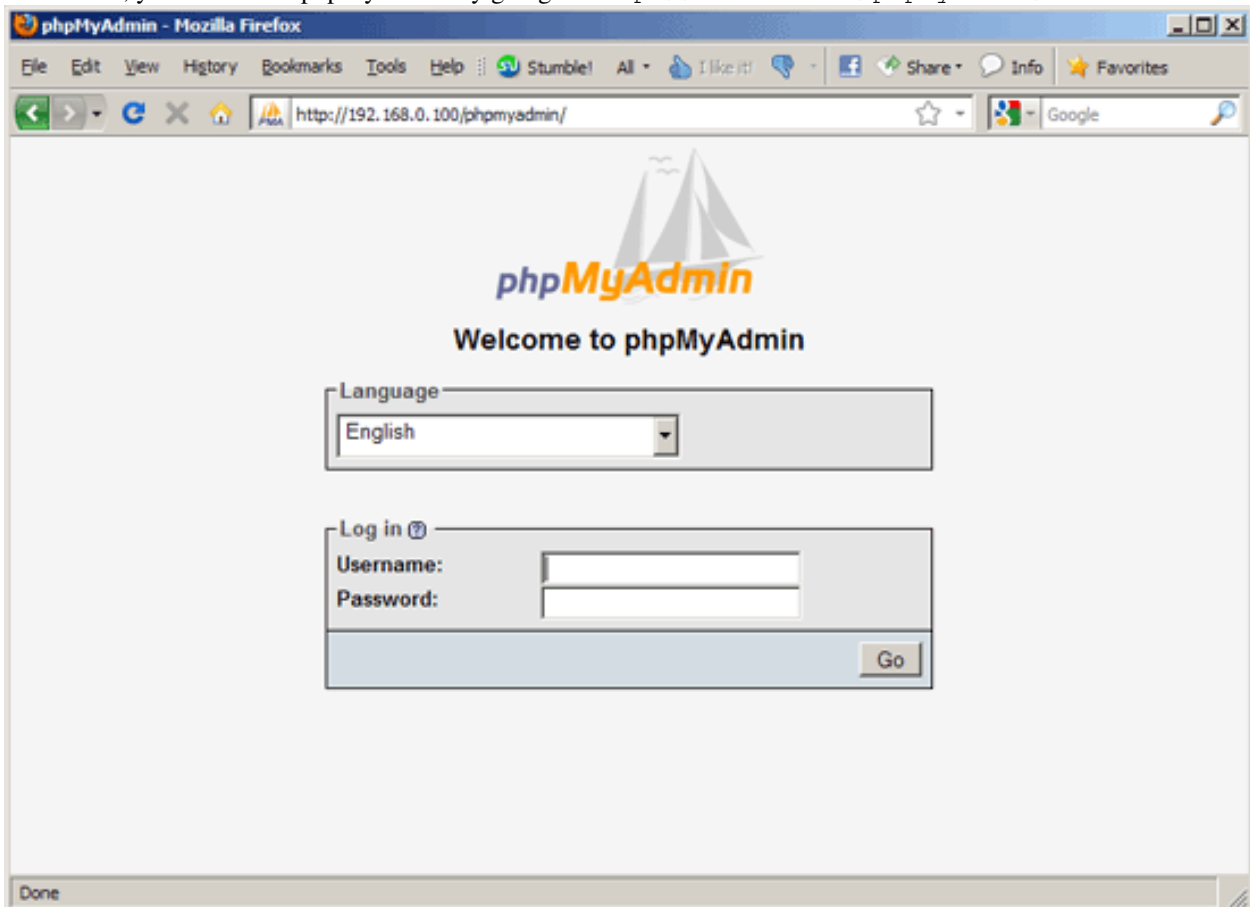 phpMyAdmin - Mozilla Firefox
File Edit View History Bookmarks Tools Help Stumble! All I like it! Share Info Favorites
http://192.168.0.100/phpmyadmin/ Google
phpMyAdmin
Welcome to phpMyAdmin
Language
English
Log in
Username:
Password:
Go
Done